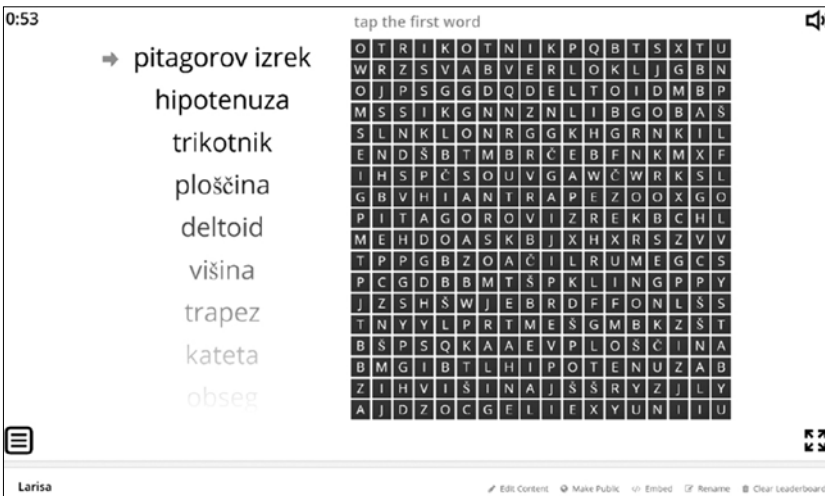 0:53
tap the first word
pitagorov izrek
hipotenuza
trikotnik
ploščina
deltoid
višina
trapez
kateta
obseg
O T R I K O T N I K P Q B T S X T U
W R Z S V A B V E R L O K L J G B N
O J P S G G D Q D E L T O I D M B P
M S S I K G N N Z N L I B G O B A Š
S L N K L O N R G G K H G R N K I L
E N D Š B T M B R Č E B F N K M X F
I H S P Č S O U V G A W Č W R K S L
G B V H I A N T R A P E Z O O X G O
P I T A G O R O V I Z R E K B C H L
M E H D O A S K B J X H X R S Z V V
T P P G B Z O A Č I L R U M E G C S
P C G D B B M T Š P K L I N G P P Y
J Z S H Š W J E B R D F F O N L Š S
T N Y Y L P R T M E Š G M B K Z Š T
B Š P S Q K A A E V P L O Š Č I N A
B M G I B T L H I P O T E N U Z A B
Z I H V I Š I N A J Š Š R Y Z J L Y
A J D Z O C G E L I E X Y U N I I U
Larisa
Edit Content Make Public Embed Rename Clear Leaderboard